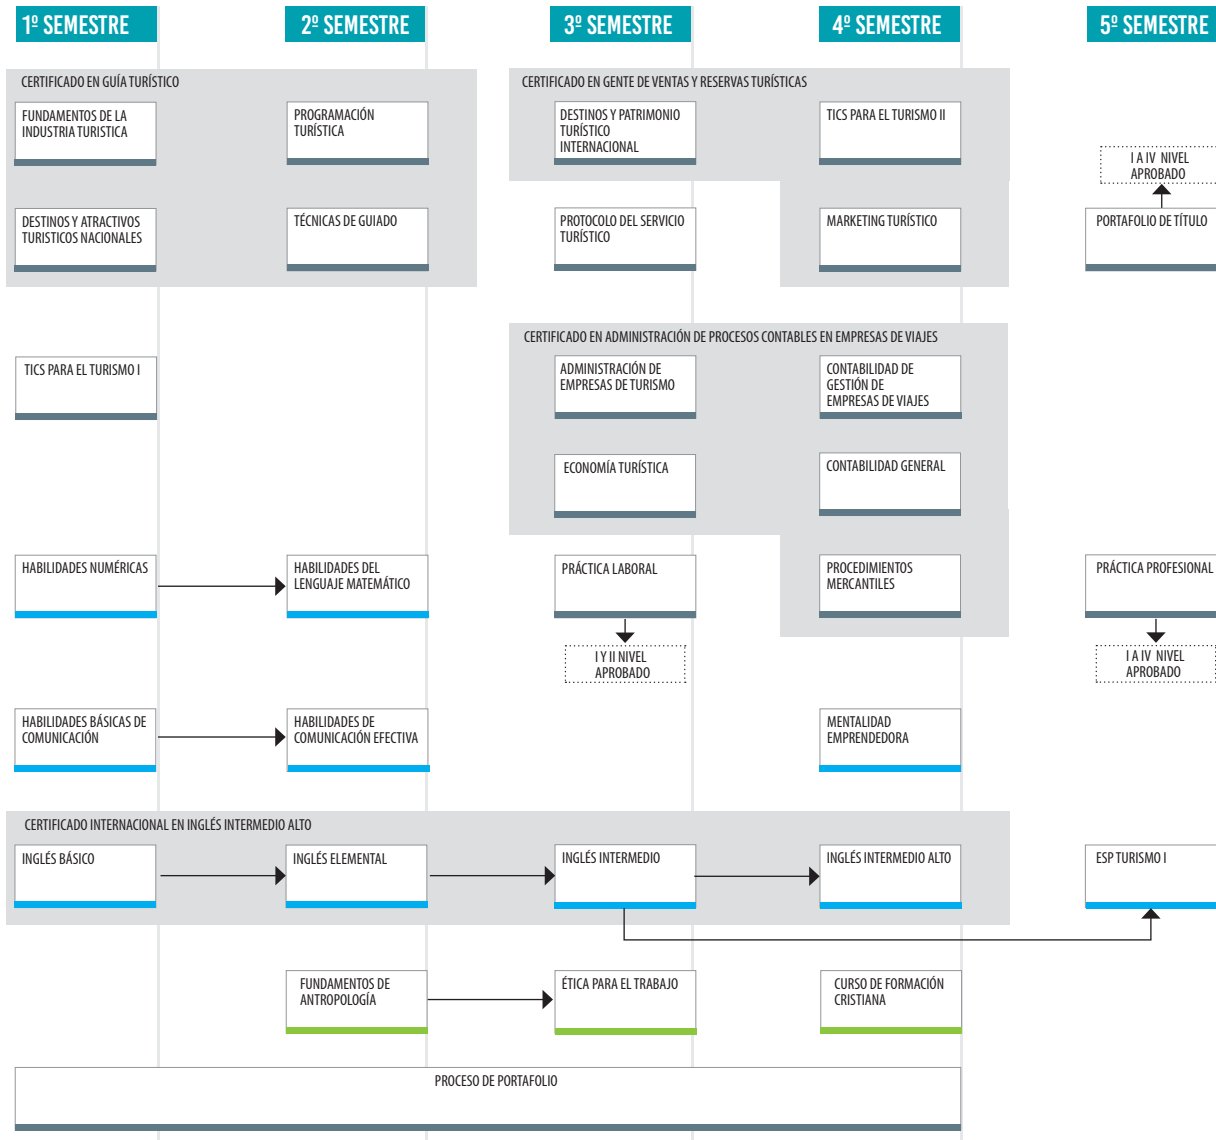 1º SEMESTRE
2º SEMESTRE
3º SEMESTRE
4º SEMESTRE
5º SEMESTRE
CERTIFICADO EN GUÍA TURÍSTICO
CERTIFICADO EN GENTE DE VENTAS Y RESERVAS TURÍSTICAS
FUNDAMENTOS DE LA
INDUSTRIA TURISTICA
PROGRAMACIÓN
TURÍSTICA
DESTINOS Y PATRIMONIO
TURÍSTICO
INTERNACIONAL
TICS PARA EL TURISMO II
I A IV NIVEL
APROBADO
DESTINOS Y ATRACTIVOS
TURISTICOS NACIONALES
TÉCNICAS DE GUIADO
PROTOCOLO DEL SERVICIO
TURÍSTICO
MARKETING TURÍSTICO
PORTAFOLIO DE TÍTULO
CERTIFICADO EN ADMINISTRACIÓN DE PROCESOS CONTABLES EN EMPRESAS DE VIAJES
TICS PARA EL TURISMO I
ADMINISTRACIÓN DE
EMPRESAS DE TURISMO
CONTABILIDAD DE
GESTIÓN DE
EMPRESAS DE VIAJES
ECONOMÍA TURÍSTICA
CONTABILIDAD GENERAL
HABILIDADES NUMÉRICAS
HABILIDADES DEL
LENGUAJE MATEMÁTICO
PRÁCTICA LABORAL
PROCEDIMIENTOS
MERCANTILES
PRÁCTICA PROFESIONAL
I Y II NIVEL
APROBADO
I A IV NIVEL
APROBADO
HABILIDADES BÁSICAS DE
COMUNICACIÓN
HABILIDADES DE
COMUNICACIÓN EFECTIVA
MENTALIDAD
EMPRENDEDORA
CERTIFICADO INTERNACIONAL EN INGLÉS INTERMEDIO ALTO
INGLÉS BÁSICO
INGLÉS ELEMENTAL
INGLÉS INTERMEDIO
INGLÉS INTERMEDIO ALTO
ESP TURISMO I
FUNDAMENTOS DE
ANTROPOLOGÍA
ÉTICA PARA EL TRABAJO
CURSO DE FORMACIÓN
CRISTIANA
PROCESO DE PORTAFOLIO